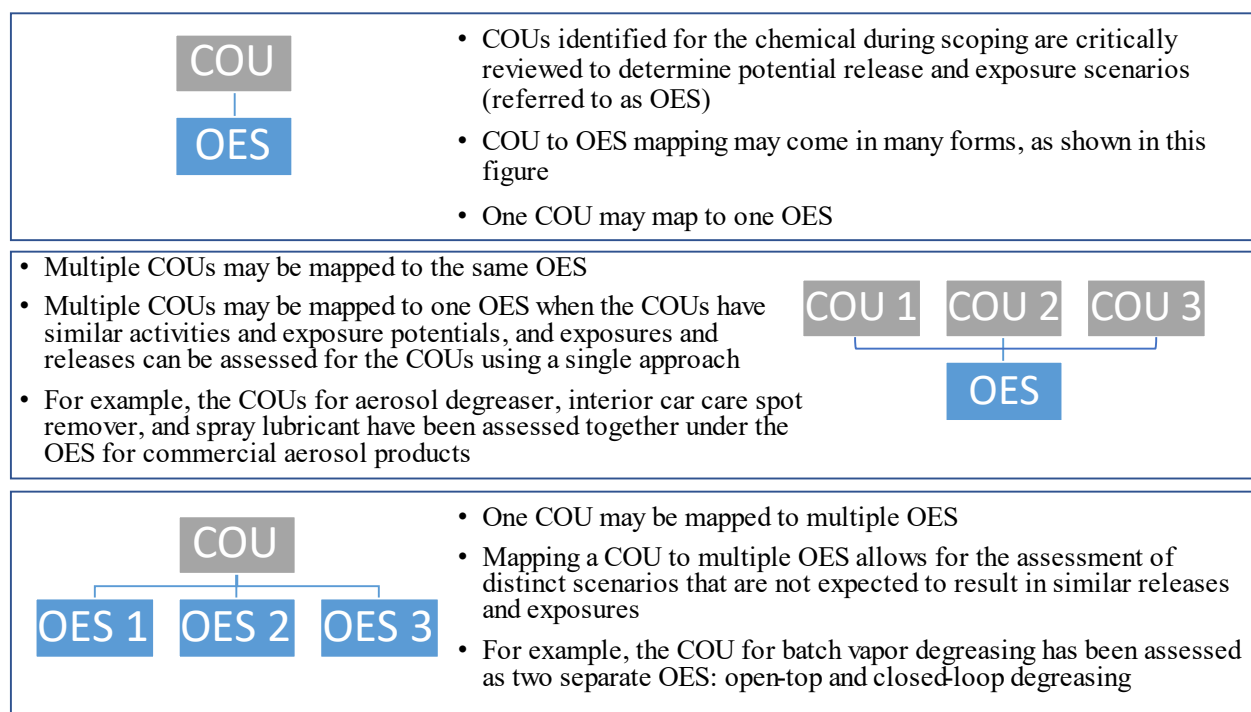 COU
OES
• COUs identified for the chemical during scoping are critically
reviewed to determine potential release and exposure scenarios
(referred to as OES)
• COU to OES mapping may come in many forms, as shown in this
figure
• One COU may map to one OES
• Multiple COUs may be mapped to the same OES
• Multiple COUs may be mapped to one OES when the COUs have
similar activities and exposure potentials, and exposures and
releases can be assessed for the COUs using a single approach
• For example, the COUs for aerosol degreaser, interior car care spot
remover, and spray lubricant have been assessed together under the
OES for commercial aerosol products
COU 1 COU 2 COU 3
OES
COU
OES 1 OES 2 OES 3
• One COU may be mapped to multiple OES
• Mapping a COU to multiple OES allows for the assessment of
distinct scenarios that are not expected to result in similar releases
and exposures
• For example, the COU for batch vapor degreasing has been assessed
as two separate OES: open-top and closed-loop degreasing